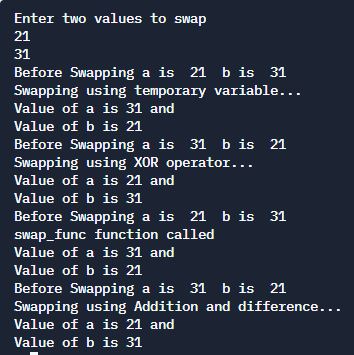 Enter two values to swap
21
31
Before Swapping a is  21  b is  31
Swapping using temporary variable...
Value of a is 31 and
Value of b is 21
Before Swapping a is  31  b is  21
Swapping using XOR operator...
Value of a is 21 and
Value of b is 31
Before Swapping a is  21  b is  31
swap_func function called
Value of a is 31 and
Value of b is 21
Before Swapping a is  31  b is  21
Swapping using Addition and difference...
Value of a is 21 and
Value of b is 31